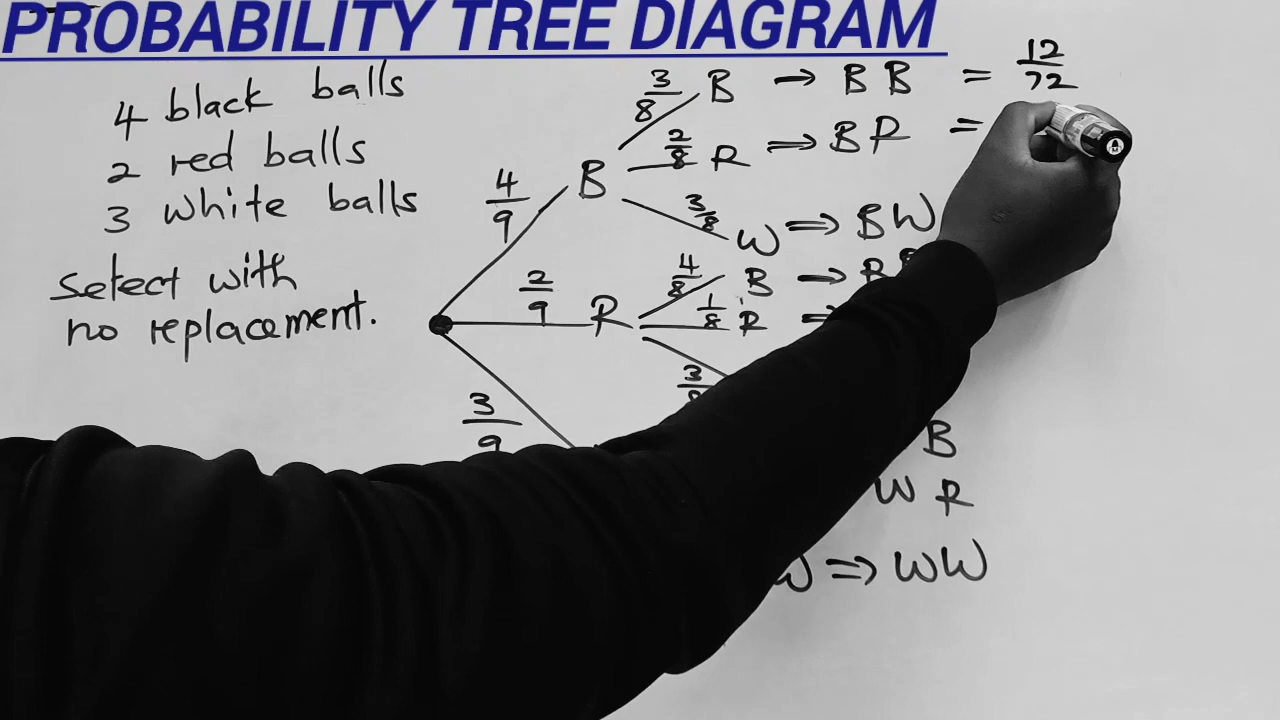 PROBABILITY TREE DIAGRAM
4 black balls
2 red balls
3 white balls
Select with
no replacement.
4/9 B
3/8 B → BB = 12/72
2/8 R ⇒ BR =
3/8 W ⇒ BW
2/9 R
4/8 B →
1/8 R ⇒
3/9
B
W R
W ⇒ WW